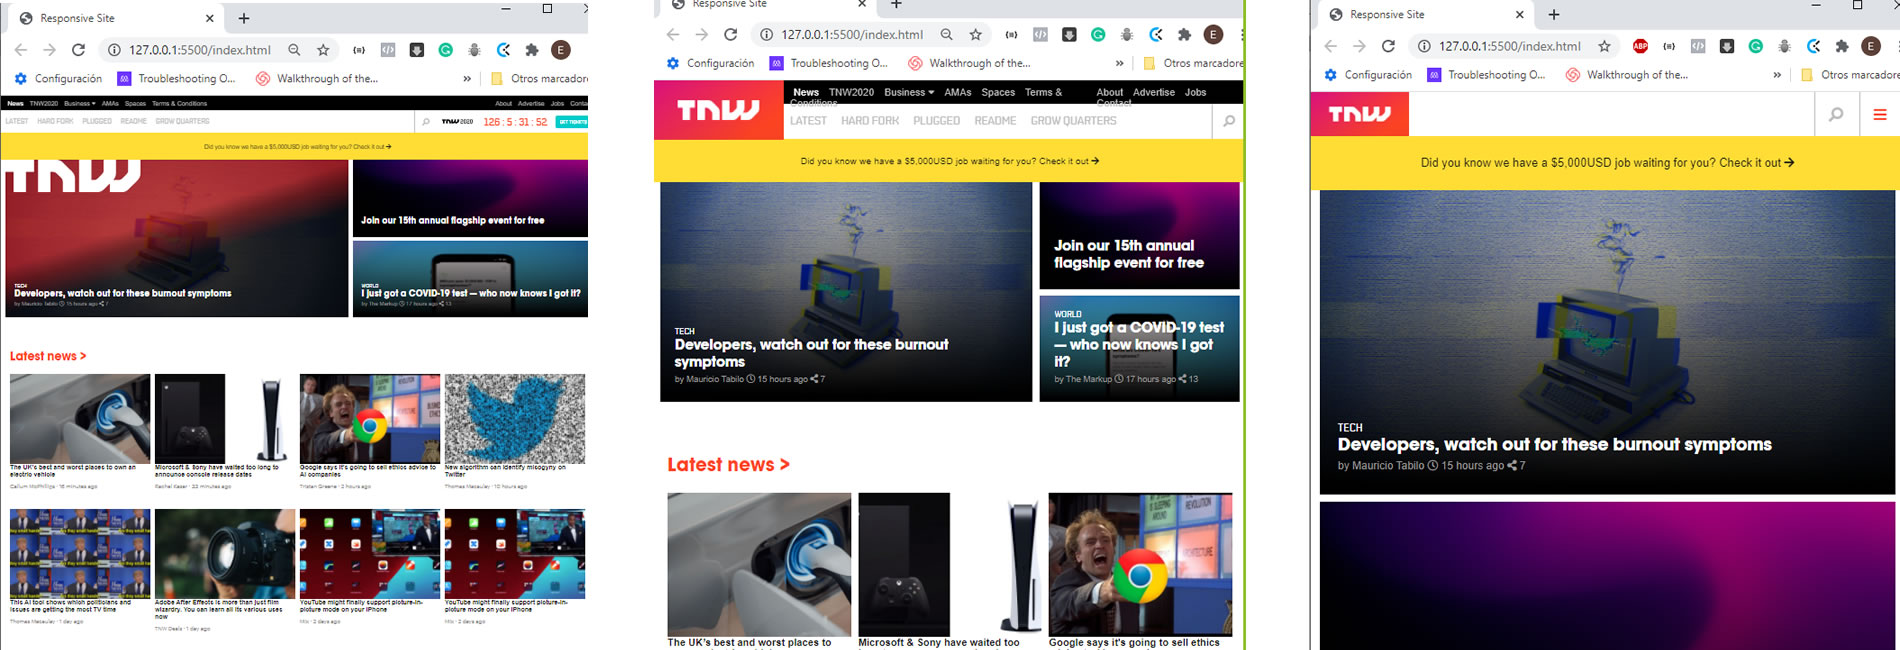 Responsive Site
127.0.0.1:5500/index.html
E
Configuración
Troubleshooting O...
Walkthrough of the...
»
Otros marcador
News TNW2020 Business AMAs Spaces Terms & Conditions
About Advertise Jobs Conta
LATEST HARD FORK PLUGGED README GROW QUARTERS
TNW 2020
126 : 5 : 31 : 52
GET TICKETS
Did you know we have a $5,000USD job waiting for you? Check it out →
TNW
TECH
Developers, watch out for these burnout symptoms
by Mauricio Tabilo 15 hours ago 7
Join our 15th annual flagship event for free
WORLD
I just got a COVID-19 test — who now knows I got it?
by The Markup 17 hours ago 13
Latest news >
The UK's best and worst places to own an
electric vehicle
Callum McPhillips · 16 minutes ago
Microsoft & Sony have waited too long to
announce console release dates
Rachel Kaser · 22 minutes ago
Google says it's going to sell ethics advice to
AI companies
Tristan Greene · 2 hours ago
New algorithm can identify misogyny on
Twitter
Thomas Macaulay · 10 hours ago
This AI tool shows which politicians and
issues are getting the most TV time
Thomas Macaulay · 1 day ago
Adobe After Effects is more than just film
wizardry. You can learn all its various uses
now
TNW Deals · 1 day ago
YouTube might finally support picture-in-
picture mode on your iPhone
Mix · 2 days ago
YouTube might finally support picture-in-
picture mode on your iPhone
Mix · 2 days ago
Responsive Site
127.0.0.1:5500/index.html
E
Configuración
Troubleshooting O...
Walkthrough of the...
»
Otros marcadore
TNW
News TNW2020 Business AMAs Spaces Terms &
Conditions
About Advertise Jobs
Contact
LATEST HARD FORK PLUGGED README GROW QUARTERS
Did you know we have a $5,000USD job waiting for you? Check it out →
TECH
Developers, watch out for these burnout
symptoms
by Mauricio Tabilo 15 hours ago 7
Join our 15th annual
flagship event for free
WORLD
I just got a COVID-19 test
— who now knows I got
it?
by The Markup 17 hours ago 13
Latest news >
The UK's best and worst places to
Microsoft & Sony have waited too
Google says it's going to sell ethics
Responsive Site
127.0.0.1:5500/index.html
ABP
E
Configuración
Troubleshooting O...
Walkthrough of the...
»
Otros marcadore
TNW
Did you know we have a $5,000USD job waiting for you? Check it out →
TECH
Developers, watch out for these burnout symptoms
by Mauricio Tabilo 15 hours ago 7